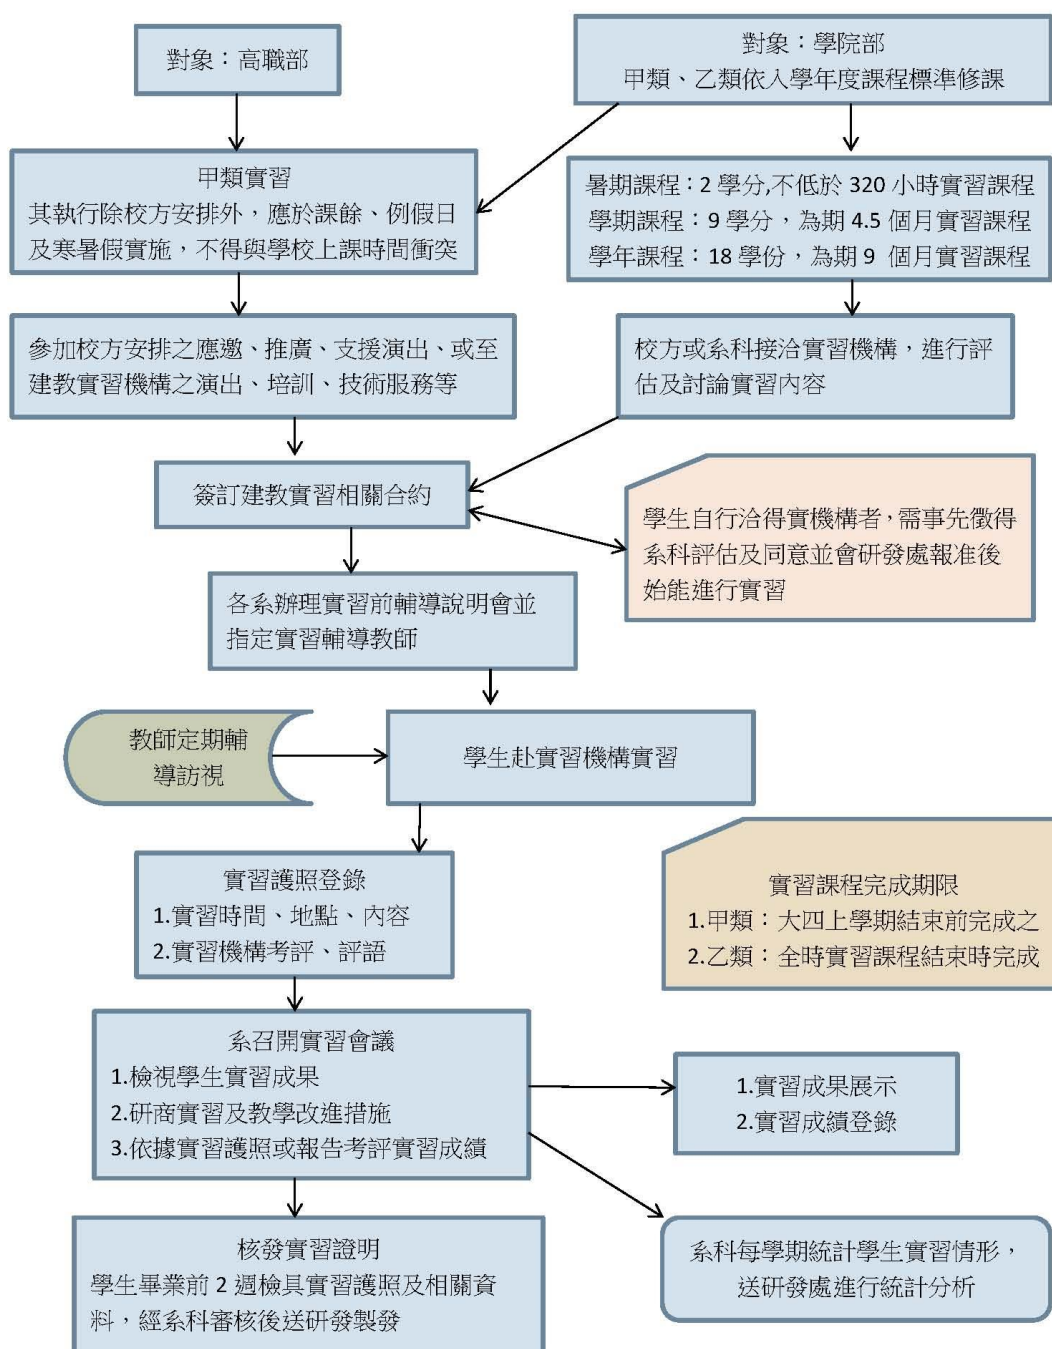 對象：高職部
對象：學院部
甲類、乙類依入學年度課程標準修課
甲類實習
其執行除校方安排外，應於課餘、例假日
及寒暑假實施，不得與學校上課時間衝突
暑期課程：2 學分,不低於 320 小時實習課程
學期課程：9 學分，為期 4.5 個月實習課程
學年課程：18 學份，為期 9 個月實習課程
參加校方安排之應邀、推廣、支援演出、或至
建教實習機構之演出、培訓、技術服務等
校方或系科接洽實習機構，進行評
估及討論實習內容
簽訂建教實習相關合約
學生自行洽得實機構者，需事先徵得
系科評估及同意並會研發處報准後
始能進行實習
各系辦理實習前輔導說明會並
指定實習輔導教師
教師定期輔
導訪視
學生赴實習機構實習
實習護照登錄
1.實習時間、地點、內容
2.實習機構考評、評語
實習課程完成期限
1.甲類：大四上學期結束前完成之
2.乙類：全時實習課程結束時完成
系召開實習會議
1.檢視學生實習成果
2.研商實習及教學改進措施
3.依據實習護照或報告考評實習成績
1.實習成果展示
2.實習成績登錄
核發實習證明
學生畢業前 2 週檢具實習護照及相關資
料，經系科審核後送研發製發
系科每學期統計學生實習情形，
送研發處進行統計分析